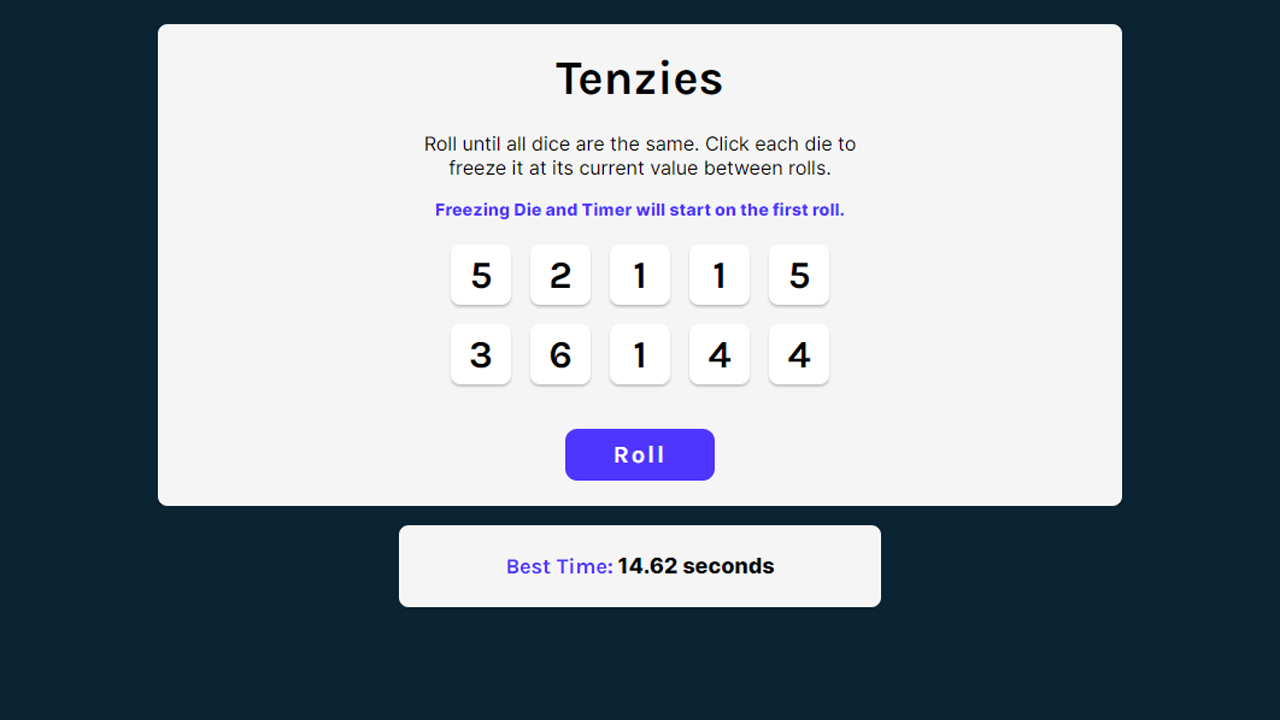 Tenzies
Roll until all dice are the same. Click each die to
freeze it at its current value between rolls.
Freezing Die and Timer will start on the first roll.
5 2 1 1 5
3 6 1 4 4
Roll
Best Time: 14.62 seconds